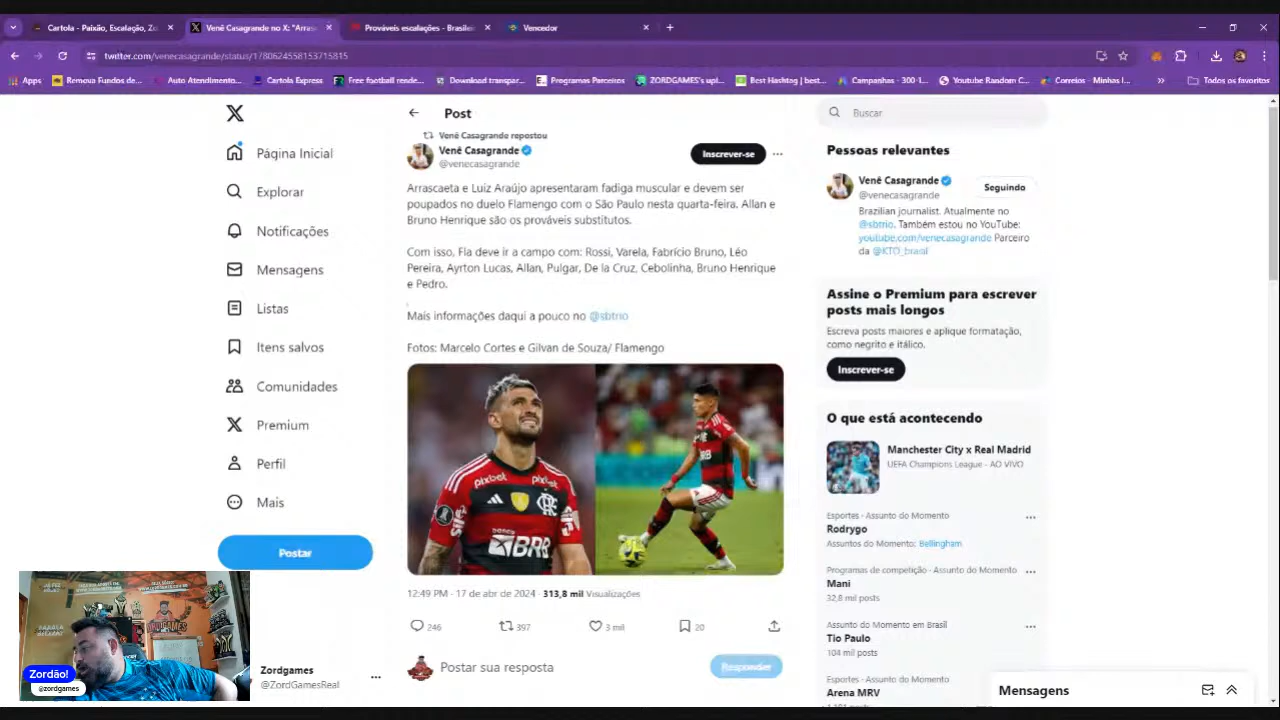 Cartola - Paixão, Escalação, Zo
Venê Casagrande no X: "Arras
Prováveis escalações - Brasilei
Vencedor
twitter.com/venecasagrande/status/1780624558153715815
Apps
Remova Fundos de...
Auto Atendimento...
Cartola Express
Free football rende...
Download transpar...
Programas Parceiros
ZORDGAMES's upl...
Best Hashtag | best...
Campanhas - 300-1...
Youtube Random C...
Correios - Minhas I...
»
Todos os favoritos
Post
Venê Casagrande repostou
Venê Casagrande
@venecasagrande
Inscrever-se
Arrascaeta e Luiz Araújo apresentaram fadiga muscular e devem ser
poupados no duelo Flamengo com o São Paulo nesta quarta-feira. Allan e
Bruno Henrique são os prováveis substitutos.
Com isso, Fla deve ir a campo com: Rossi, Varela, Fabrício Bruno, Léo
Pereira, Ayrton Lucas, Allan, Pulgar, De la Cruz, Cebolinha, Bruno Henrique
e Pedro.
Mais informações daqui a pouco no @sbtrio
Fotos: Marcelo Cortes e Gilvan de Souza/ Flamengo
pixbet
pixbet
BRB
12:49 PM · 17 de abr de 2024 · 313,8 mil Visualizações
246
397
3 mil
20
Postar sua resposta
Responder
Página Inicial
Explorar
Notificações
Mensagens
Listas
Itens salvos
Comunidades
Premium
Perfil
Mais
Postar
Zordão!
@zordgames
Zordgames
@ZordGamesReal
Buscar
Pessoas relevantes
Venê Casagrande
@venecasagrande
Seguindo
Brazilian journalist. Atualmente no
@sbtrio. Também estou no YouTube:
youtube.com/venecasagrande Parceiro
da @KTO_brasil
Assine o Premium para escrever
posts mais longos
Escreva posts maiores e aplique formatação,
como negrito e itálico.
Inscrever-se
O que está acontecendo
Manchester City x Real Madrid
UEFA Champions League - AO VIVO
Esportes · Assunto do Momento
Rodrygo
Assuntos do Momento: Bellingham
Programas de competição · Assunto do Momento
Mani
32,8 mil posts
Assunto do Momento em Brasil
Tio Paulo
104 mil posts
Esportes · Assunto do Momento
Arena MRV
Mensagens